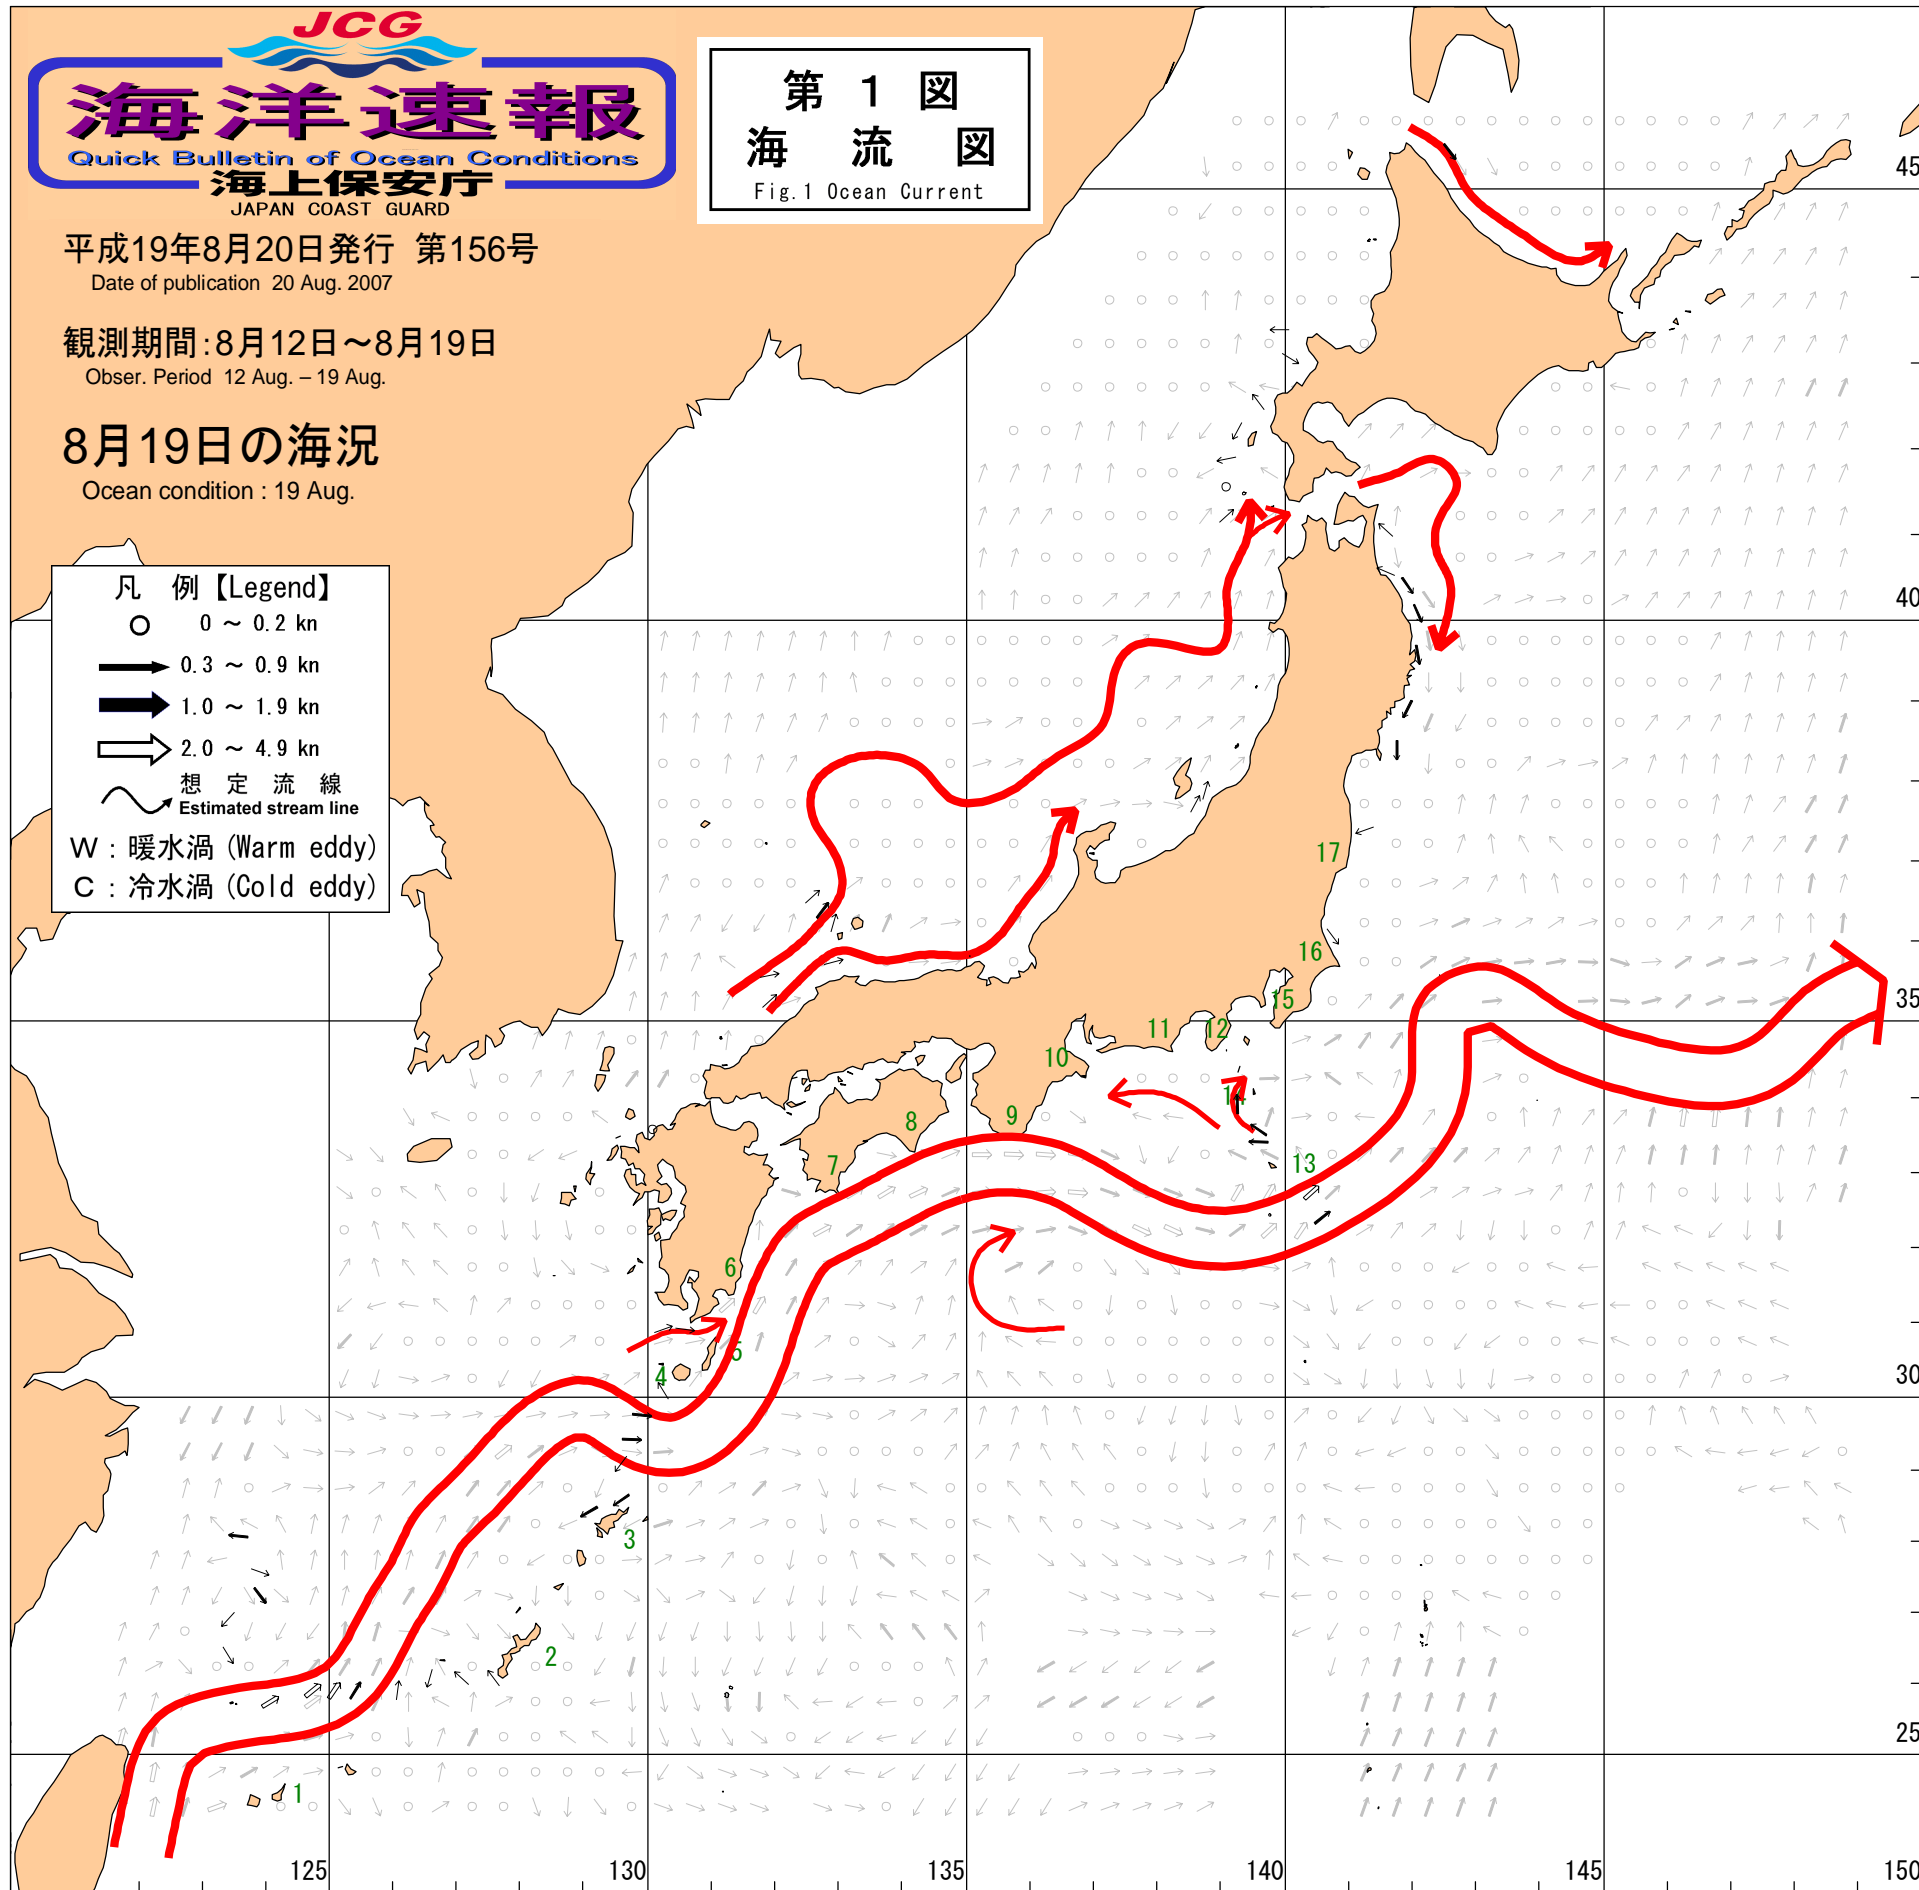 JCG
海洋速報
Quick Bulletin of Ocean Conditions
海上保安庁
JAPAN COAST GUARD
第 1 図
海 流 図
Fig.1 Ocean Current
平成19年8月20日発行 第156号
Date of publication 20 Aug. 2007
観測期間:8月12日～8月19日
Obser. Period 12 Aug. – 19 Aug.
8月19日の海況
Ocean condition : 19 Aug.
凡 例【Legend】
0 ～ 0.2 kn
0.3 ～ 0.9 kn
1.0 ～ 1.9 kn
2.0 ～ 4.9 kn
想 定 流 線
Estimated stream line
W : 暖水渦 (Warm eddy)
C : 冷水渦 (Cold eddy)
45
40
17
16
35
15
12
11
10
14
9
8
13
7
6
5
4
30
3
2
25
1
125
130
135
140
145
150